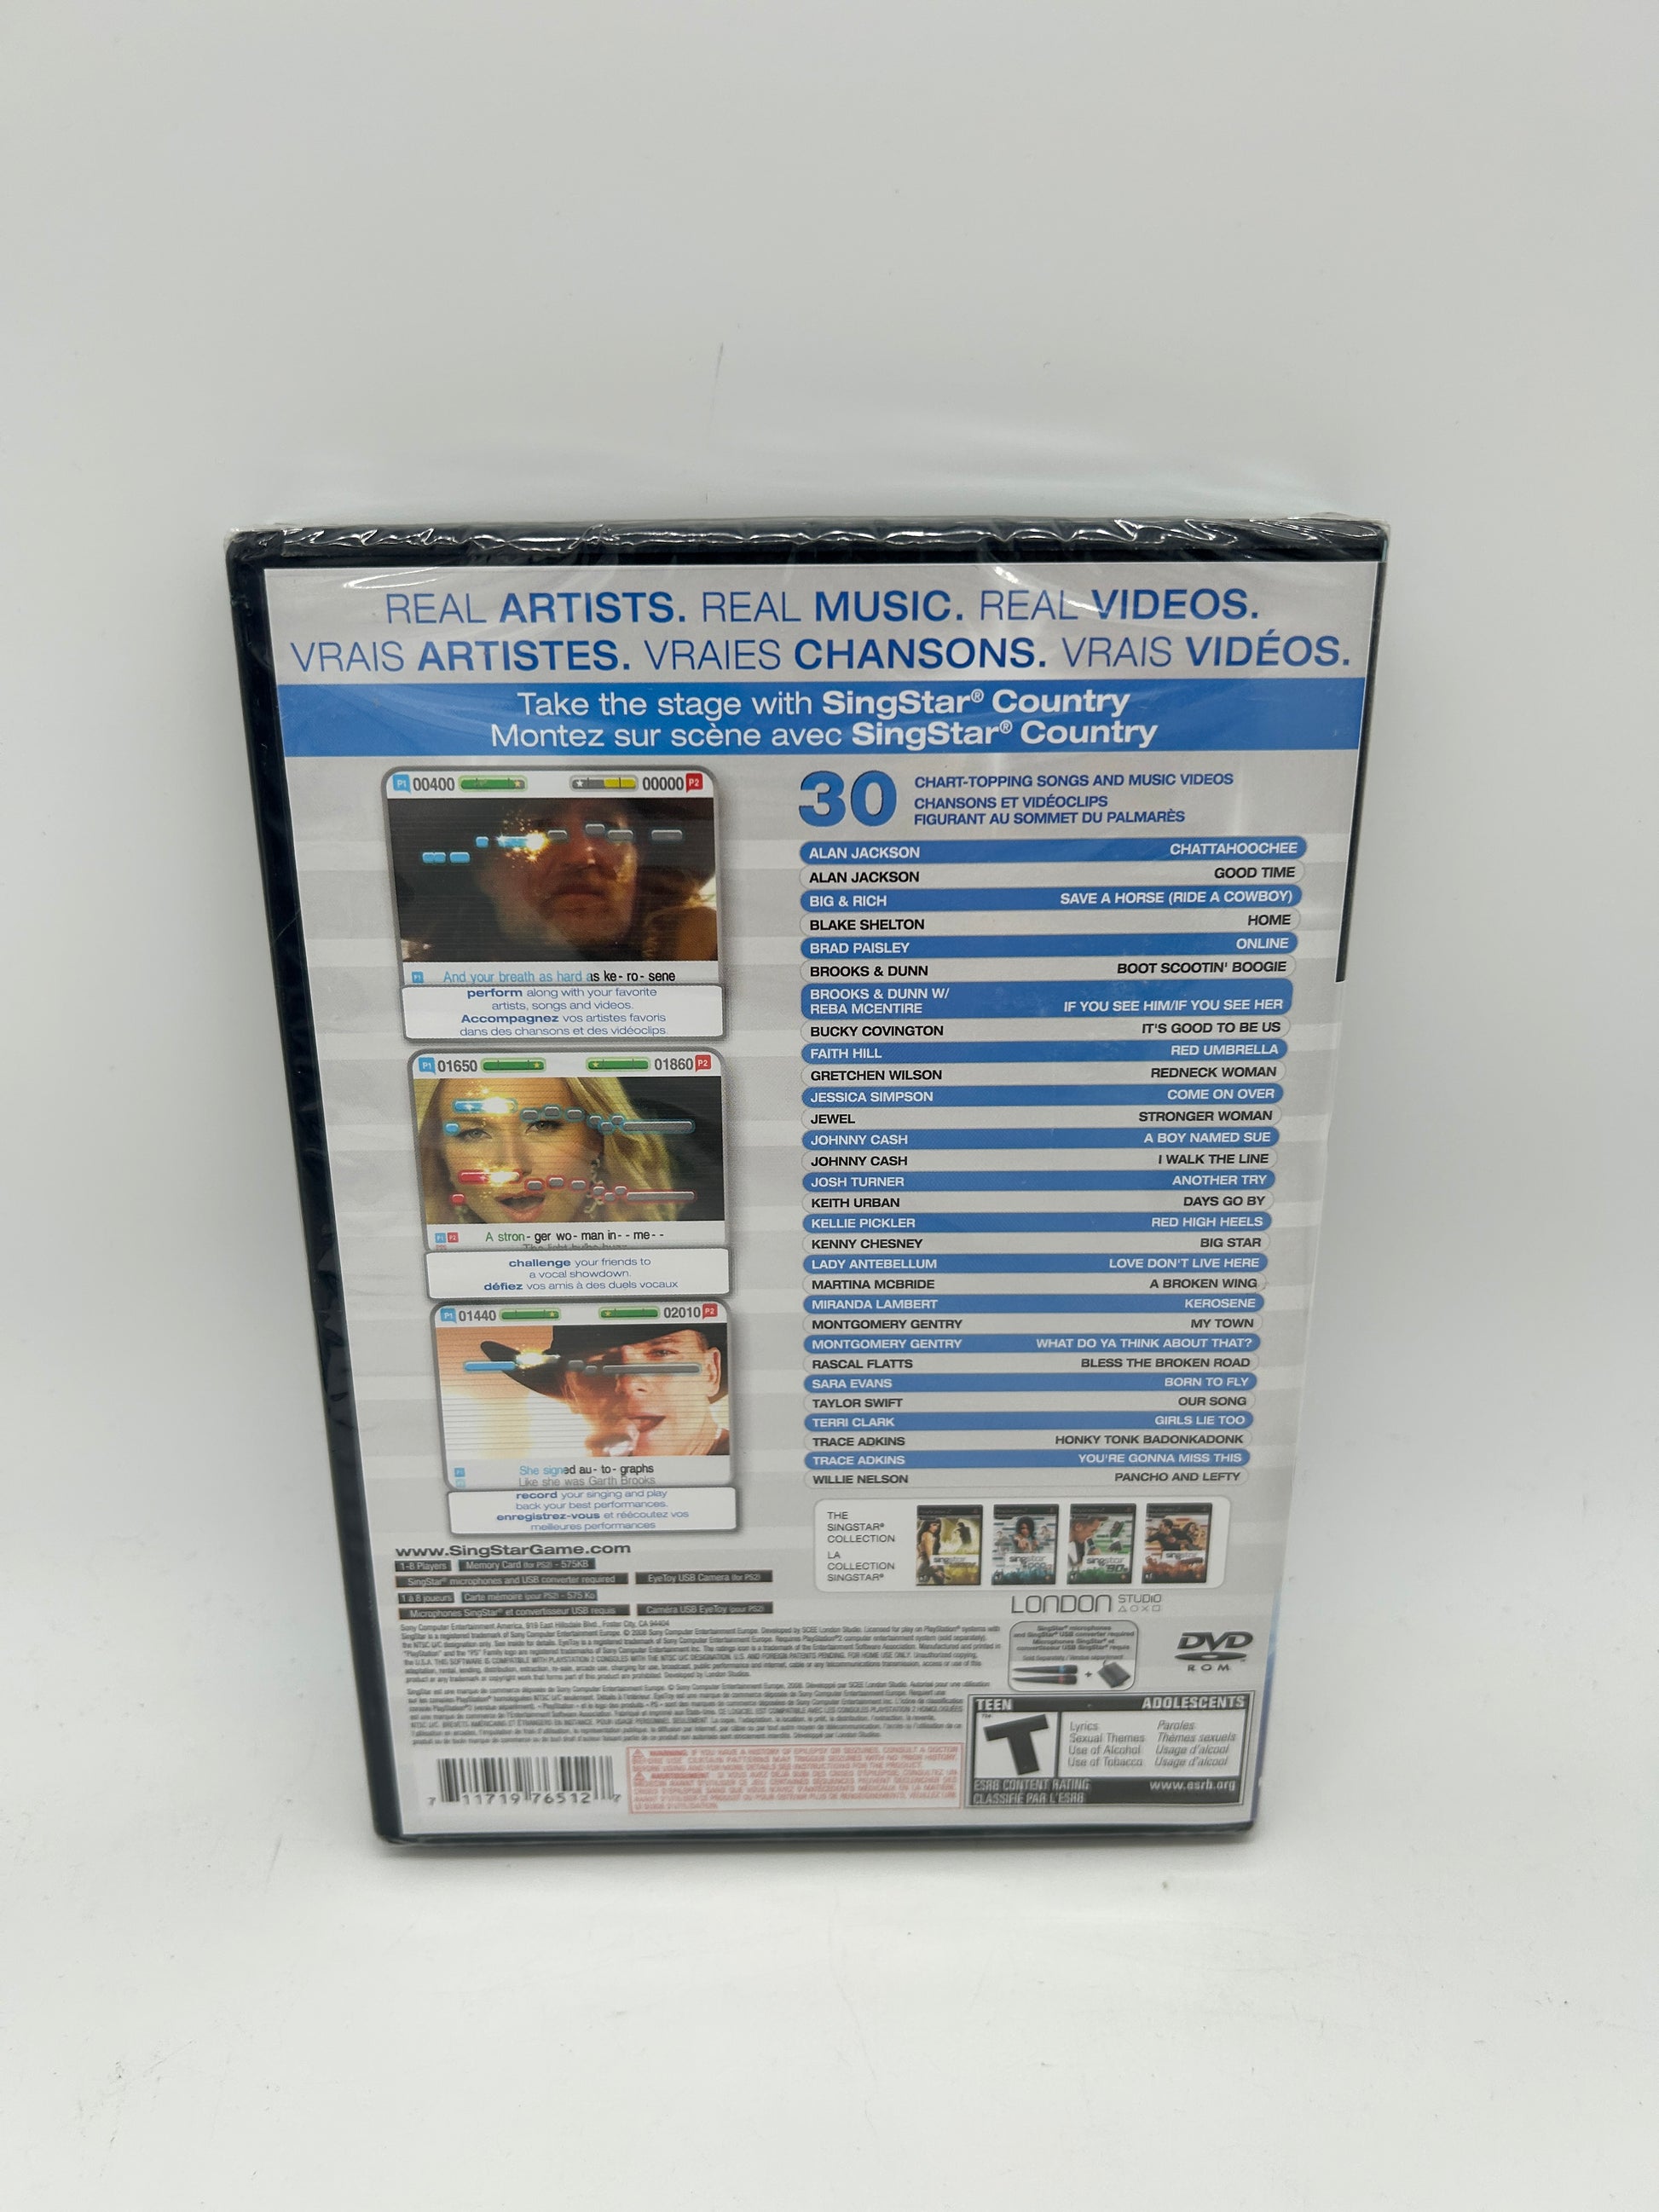 REAL ARTISTS. REAL MUSIC. REAL VIDEOS.
VRAIS ARTISTES. VRAIES CHANSONS. VRAIS VIDÉOS.
Take the stage with SingStar® Country
Montez sur scène avec SingStar® Country
P1 00400 00000 P2
P1 And your breath as hard as ke- ro- sene
perform along with your favorite
artists, songs and videos.
Accompagnez vos artistes favoris
dans des chansons et des vidéoclips.
P1 01650 01860 P2
P1 P2 A stron- ger wo- man in- - me- -
challenge your friends to
a vocal showdown.
défiez vos amis à des duels vocaux
P1 01440 02010 P2
She signed au- to- graphs
Like she was Garth Brooks
record your singing and play
back your best performances.
enregistrez-vous et réécoutez vos
meilleures performances
30 CHART-TOPPING SONGS AND MUSIC VIDEOS
CHANSONS ET VIDÉOCLIPS
FIGURANT AU SOMMET DU PALMARÈS
ALAN JACKSON CHATTAHOOCHEE
ALAN JACKSON GOOD TIME
BIG & RICH SAVE A HORSE (RIDE A COWBOY)
BLAKE SHELTON HOME
BRAD PAISLEY ONLINE
BROOKS & DUNN BOOT SCOOTIN' BOOGIE
BROOKS & DUNN W/
REBA MCENTIRE IF YOU SEE HIM/IF YOU SEE HER
BUCKY COVINGTON IT'S GOOD TO BE US
FAITH HILL RED UMBRELLA
GRETCHEN WILSON REDNECK WOMAN
JESSICA SIMPSON COME ON OVER
JEWEL STRONGER WOMAN
JOHNNY CASH A BOY NAMED SUE
JOHNNY CASH I WALK THE LINE
JOSH TURNER ANOTHER TRY
KEITH URBAN DAYS GO BY
KELLIE PICKLER RED HIGH HEELS
KENNY CHESNEY BIG STAR
LADY ANTEBELLUM LOVE DON'T LIVE HERE
MARTINA MCBRIDE A BROKEN WING
MIRANDA LAMBERT KEROSENE
MONTGOMERY GENTRY MY TOWN
MONTGOMERY GENTRY WHAT DO YA THINK ABOUT THAT?
RASCAL FLATTS BLESS THE BROKEN ROAD
SARA EVANS BORN TO FLY
TAYLOR SWIFT OUR SONG
TERRI CLARK GIRLS LIE TOO
TRACE ADKINS HONKY TONK BADONKADONK
TRACE ADKINS YOU'RE GONNA MISS THIS
WILLIE NELSON PANCHO AND LEFTY
THE
SINGSTAR®
COLLECTION
LA
COLLECTION
SINGSTAR®
www.SingStarGame.com
1-8 Players Memory Card (for PS2) - 575KB
SingStar® microphones and USB converter required EyeToy USB Camera (for PS2)
1 à 8 joueurs Carte mémoire (pour PS2) - 575 Ko
Microphones SingStar® et convertisseur USB requis Caméra USB EyeToy (pour PS2)
LONDON STUDIO
DVD
ROM
TEEN ADOLESCENTS
T
Lyrics Paroles
Sexual Themes Thèmes sexuels
Use of Alcohol Usage d'alcool
Use of Tobacco Usage d'alcool
ESRB CONTENT RATING www.esrb.org
CLASSIFIÉ PAR L'ESRB
7 11719 76512 7